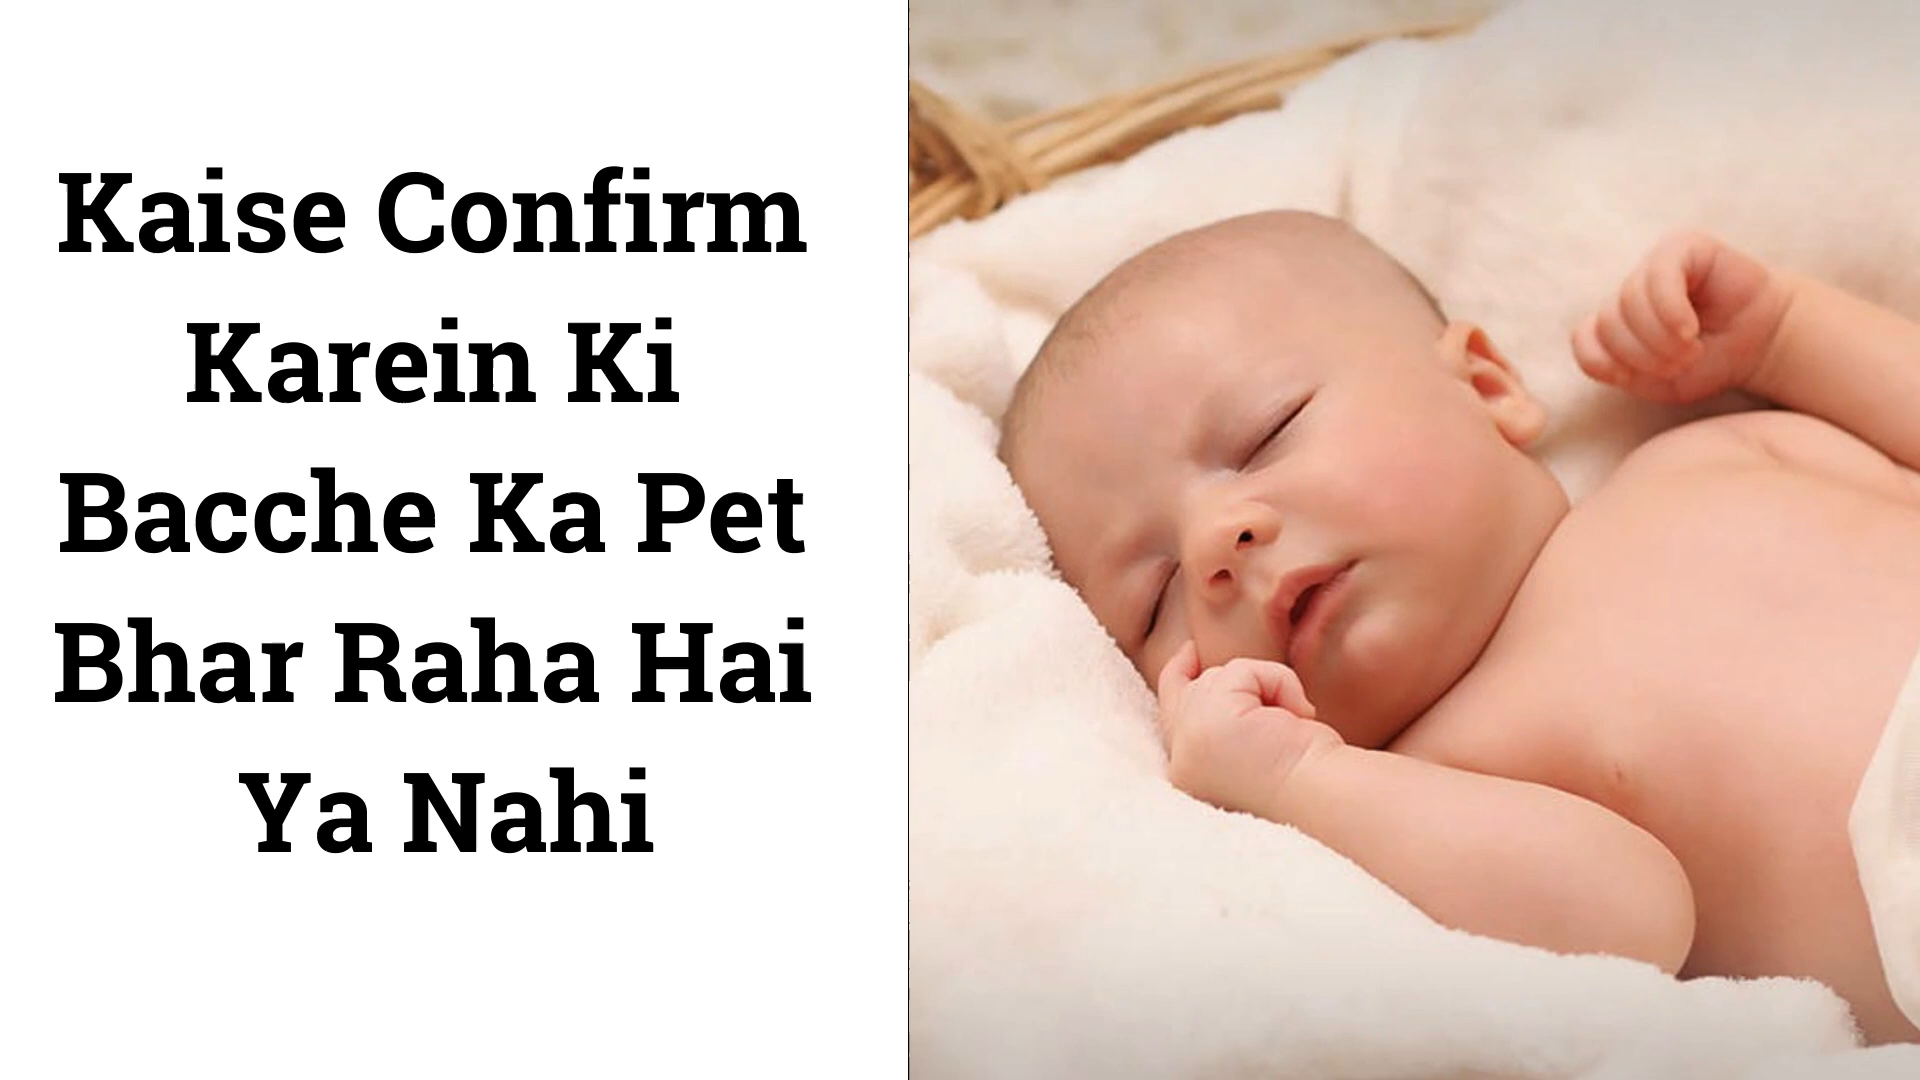 Kaise Confirm
Karein Ki
Bacche Ka Pet
Bhar Raha Hai
Ya Nahi